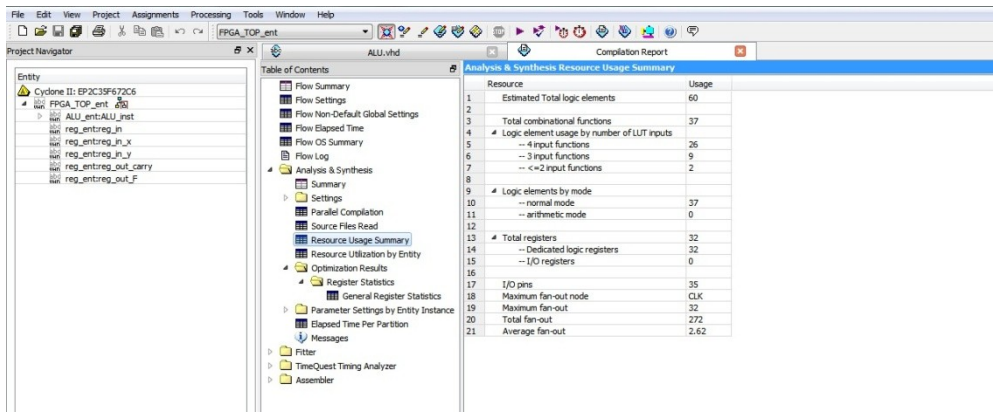 File Edit View Project Assignments Processing Tools Window Help
FPGA_TOP_ent
Project Navigator
Entity
Cyclone II: EP2C35F672C6
FPGA_TOP_ent
ALU_ent:ALU_inst
reg_ent:reg_in
reg_ent:reg_in_x
reg_ent:reg_in_y
reg_ent:reg_out_carry
reg_ent:reg_out_F
ALU.vhd
Compilation Report
Table of Contents
Flow Summary
Flow Settings
Flow Non-Default Global Settings
Flow Elapsed Time
Flow OS Summary
Flow Log
Analysis & Synthesis
Summary
Settings
Parallel Compilation
Source Files Read
Resource Usage Summary
Resource Utilization by Entity
Optimization Results
Register Statistics
General Register Statistics
Parameter Settings by Entity Instance
Elapsed Time Per Partition
Messages
Fitter
TimeQuest Timing Analyzer
Assembler
Analysis & Synthesis Resource Usage Summary
Resource Usage
1 Estimated Total logic elements 60
2
3 Total combinational functions 37
4 Logic element usage by number of LUT inputs
5 -- 4 input functions 26
6 -- 3 input functions 9
7 -- <=2 input functions 2
8
9 Logic elements by mode
10 -- normal mode 37
11 -- arithmetic mode 0
12
13 Total registers 32
14 -- Dedicated logic registers 32
15 -- I/O registers 0
16
17 I/O pins 35
18 Maximum fan-out node CLK
19 Maximum fan-out 32
20 Total fan-out 272
21 Average fan-out 2.62